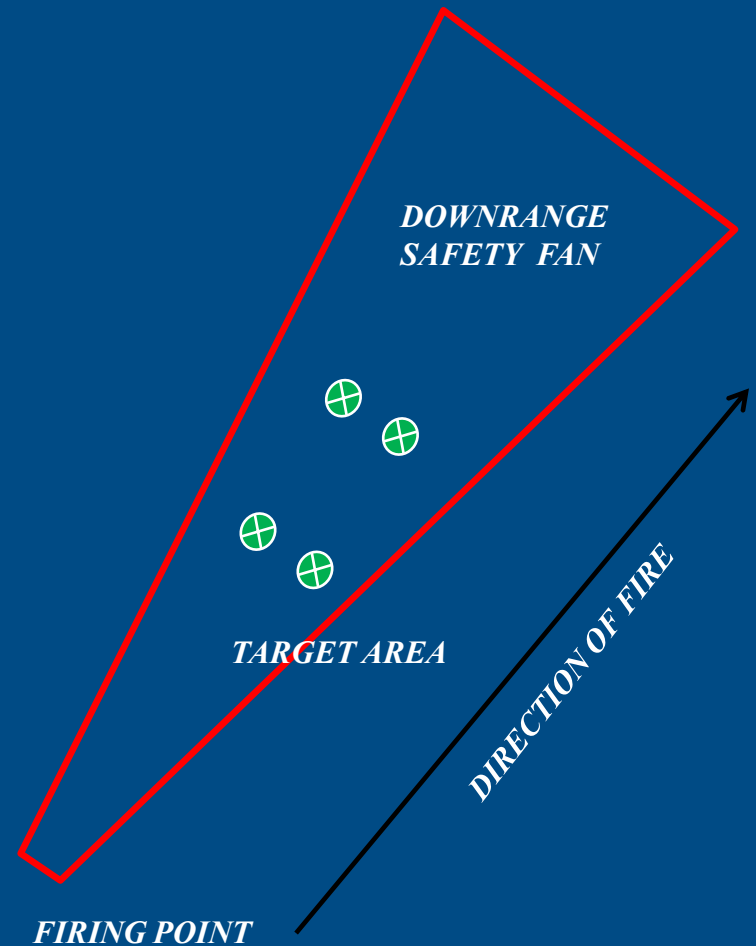 DOWNRANGE
SAFETY FAN
TARGET AREA
DIRECTION OF FIRE
FIRING POINT